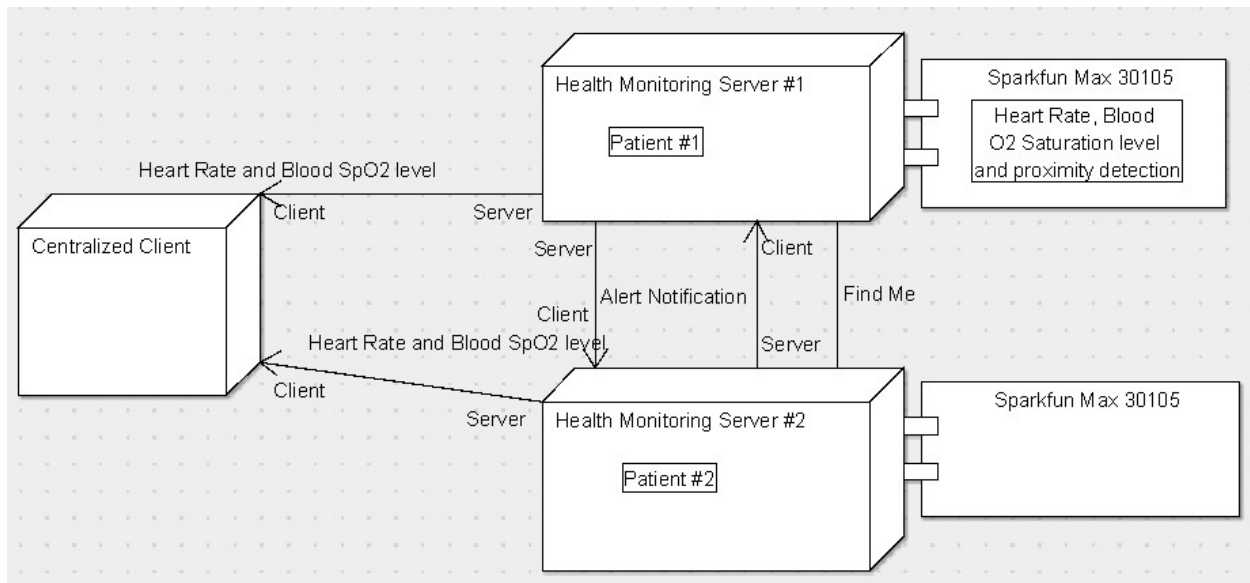 Health Monitoring Server #1
Patient #1
Sparkfun Max 30105
Heart Rate, Blood
O2 Saturation level
and proximity detection
Heart Rate and Blood SpO2 level
Client
Server
Centralized Client
Server
Client
Alert Notification
Find Me
Client
Server
Heart Rate and Blood SpO2 level
Client
Server
Health Monitoring Server #2
Patient #2
Sparkfun Max 30105